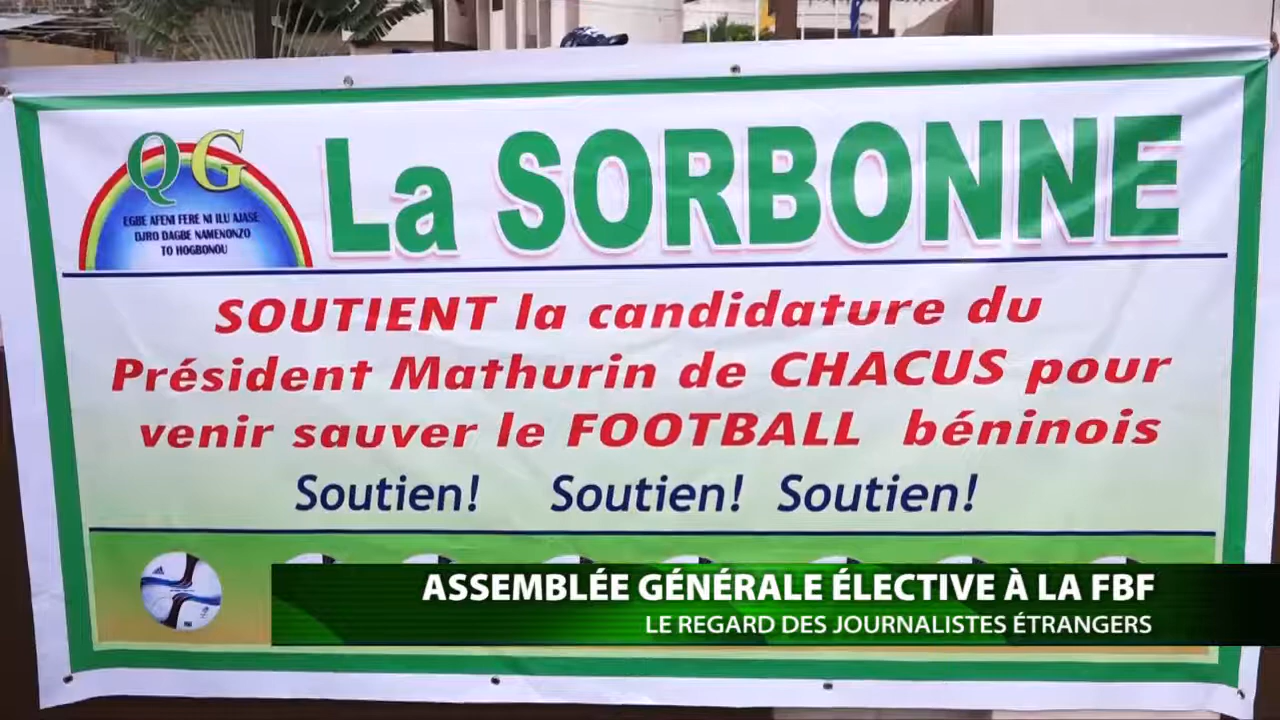 QG
EGBE AFENI FERE NI ILU AJASE
DJRO DAGBE NAMENONZO
TO HOGBONOU
La SORBONNE
SOUTIENT la candidature du
Président Mathurin de CHACUS pour
venir sauver le FOOTBALL béninois
Soutien! Soutien! Soutien!
ASSEMBLÉE GÉNÉRALE ÉLECTIVE À LA FBF
LE REGARD DES JOURNALISTES ÉTRANGERS